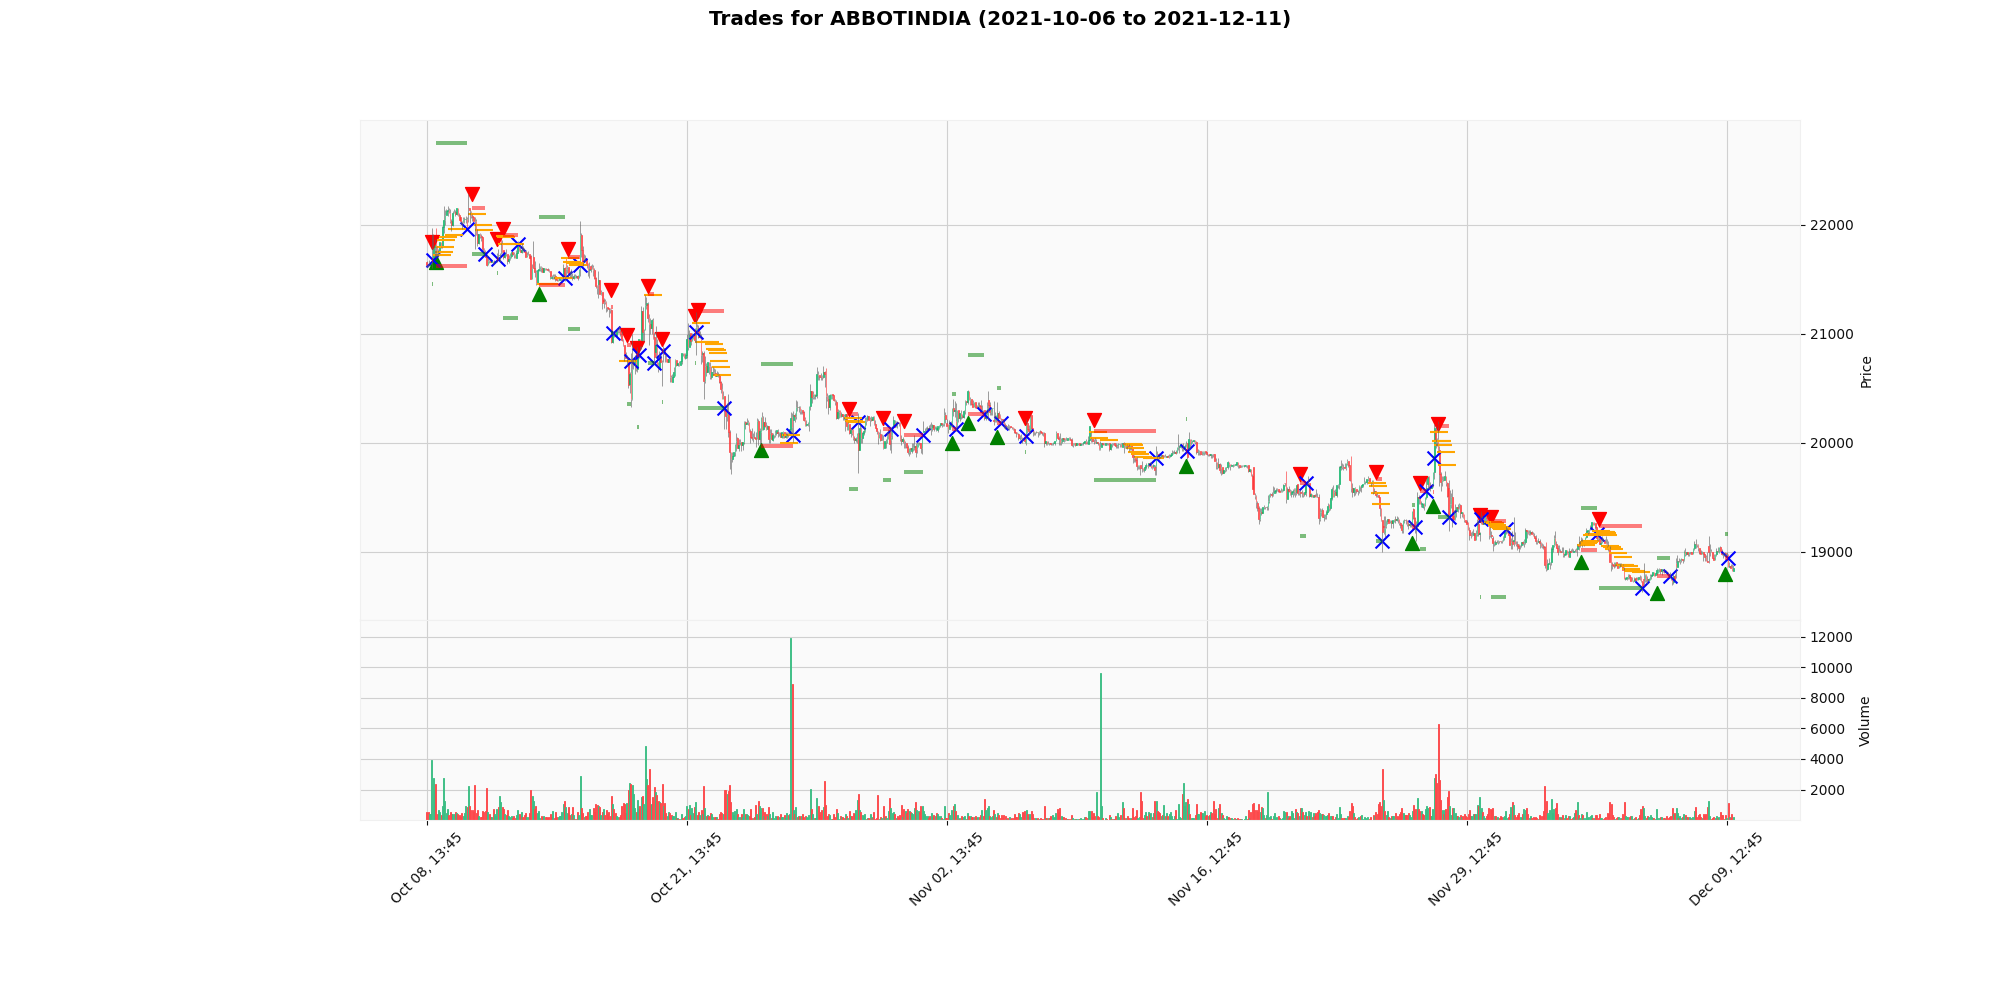 Trades for ABBOTINDIA (2021-10-06 to 2021-12-11)
22000
21000
20000
19000
Price
12000
10000
8000
6000
4000
2000
Volume
Oct 08, 13:45
Oct 21, 13:45
Nov 02, 13:45
Nov 16, 12:45
Nov 29, 12:45
Dec 09, 12:45